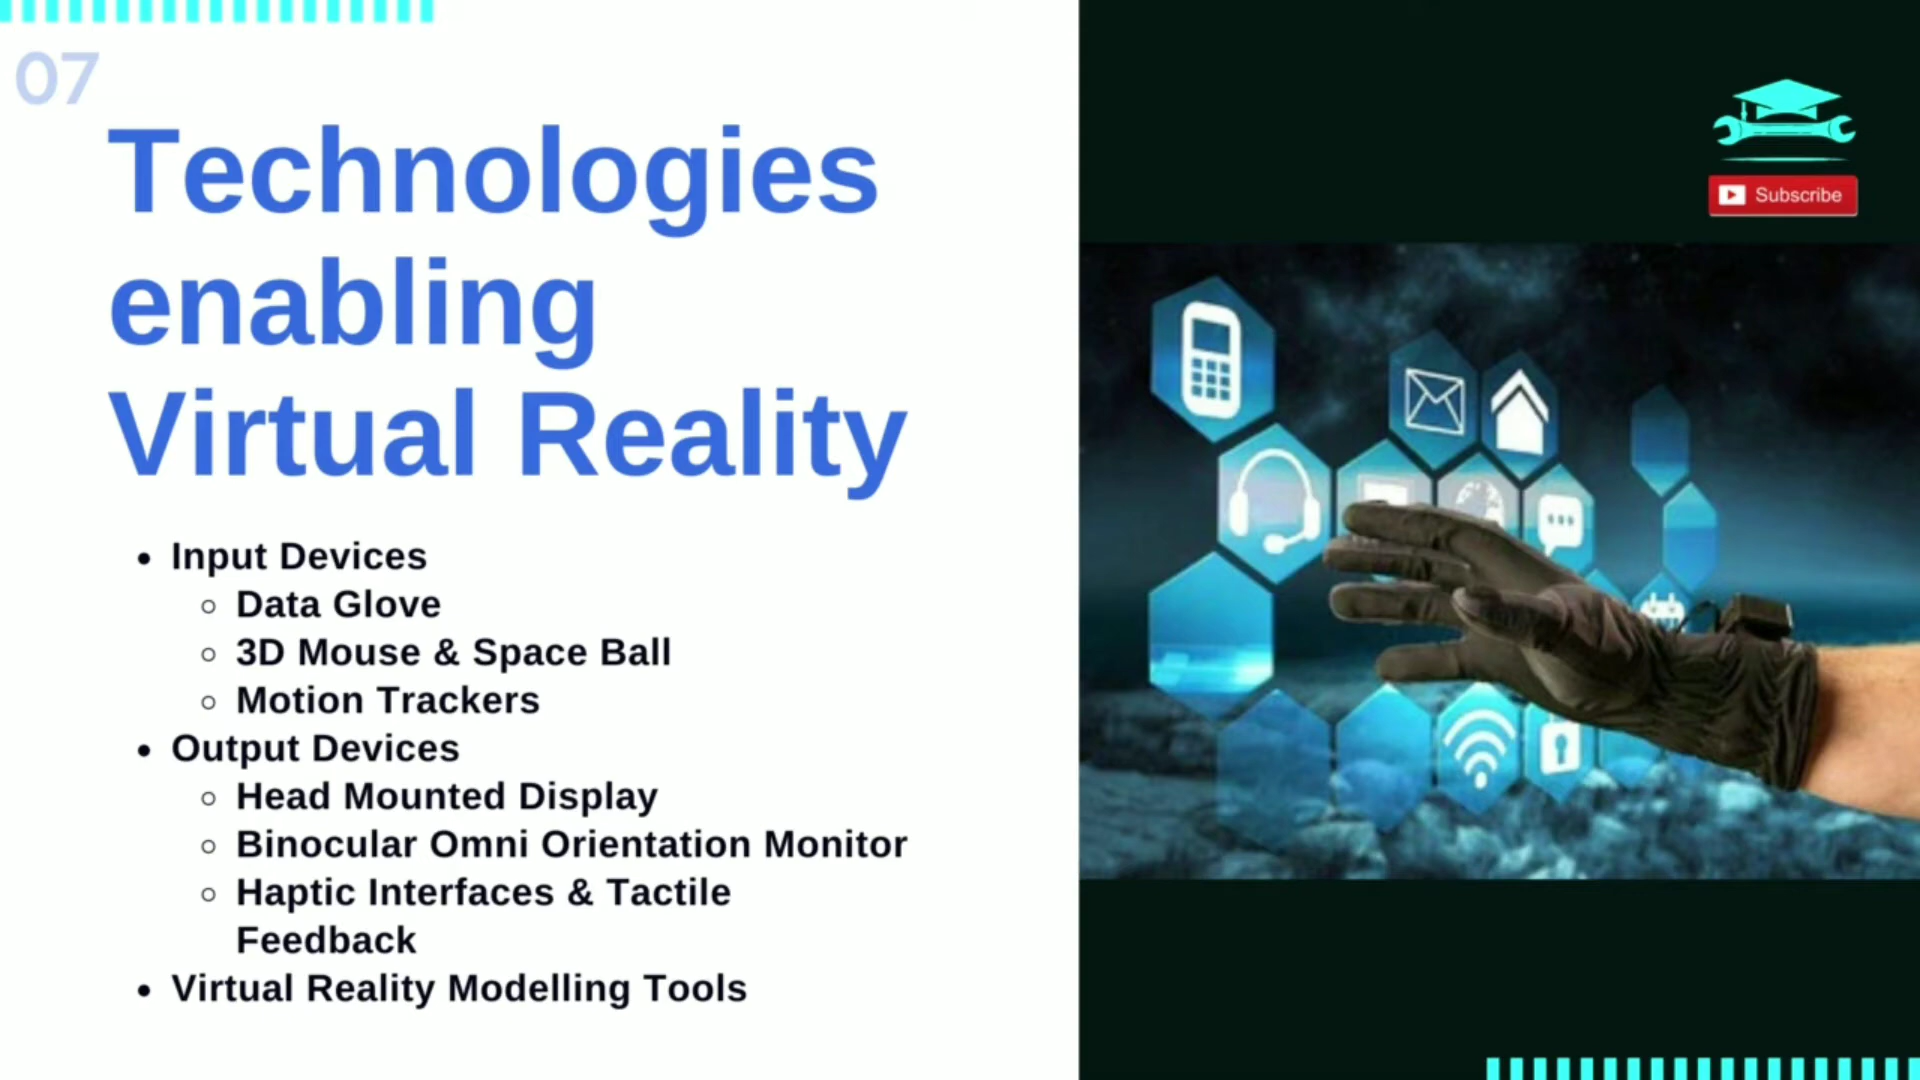 07
Technologies
enabling
Virtual Reality
Subscribe
• Input Devices
○ Data Glove
○ 3D Mouse & Space Ball
○ Motion Trackers
• Output Devices
○ Head Mounted Display
○ Binocular Omni Orientation Monitor
○ Haptic Interfaces & Tactile
Feedback
• Virtual Reality Modelling Tools